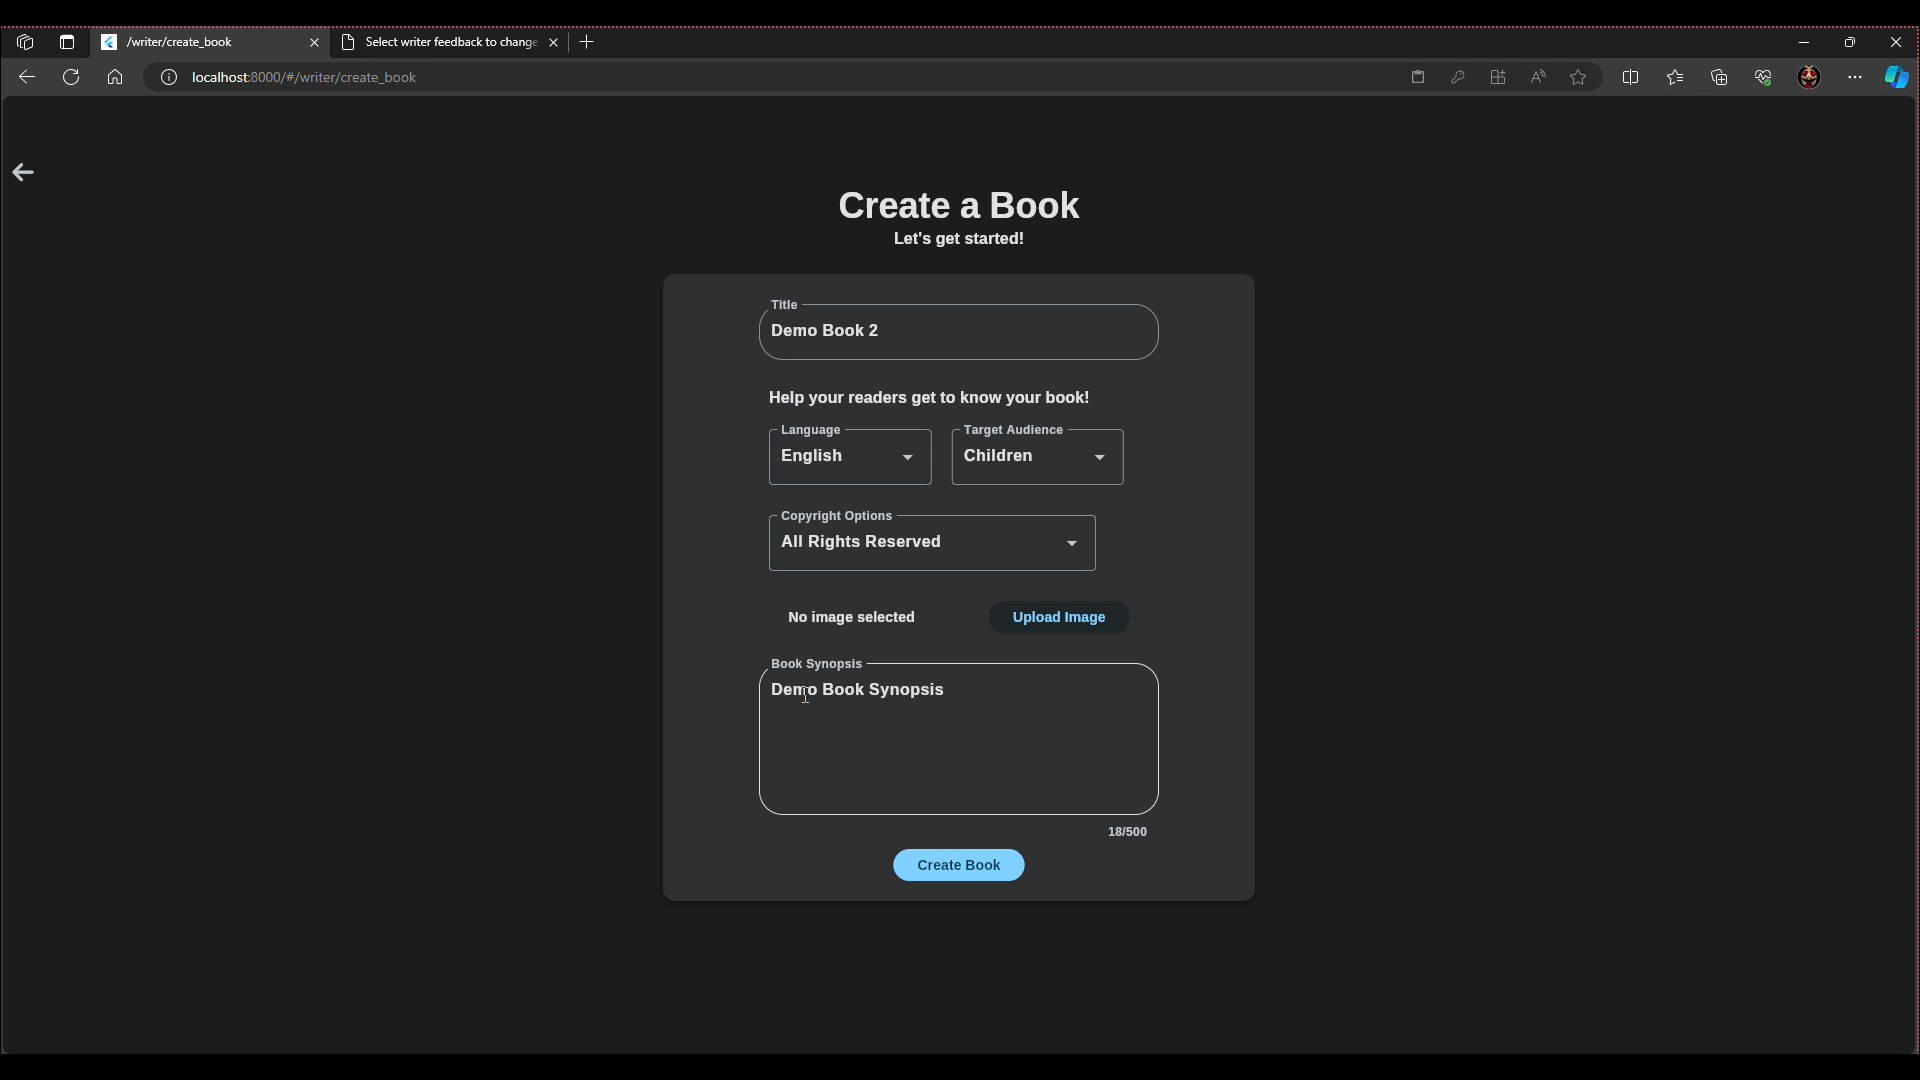 /writer/create_book
Select writer feedback to change
localhost:8000/#/writer/create_book
Create a Book
Let's get started!
Title
Demo Book 2
Help your readers get to know your book!
Language
Target Audience
English
Children
Copyright Options
All Rights Reserved
No image selected
Upload Image
Book Synopsis
Demo Book Synopsis
18/500
Create Book